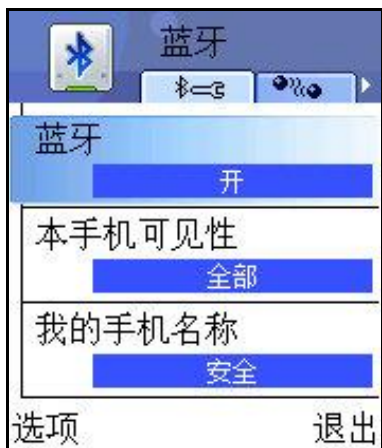 蓝牙
蓝牙
开
本手机可见性
全部
我的手机名称
安全
选项 退出